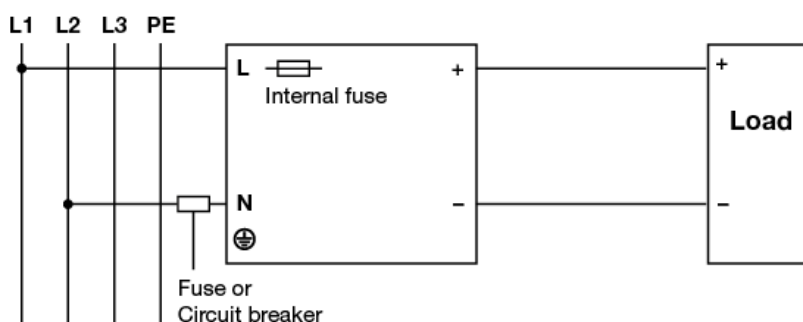 L1 L2 L3 PE
L
+
+
Internal fuse
Load
N
–
–
Fuse or
Circuit breaker